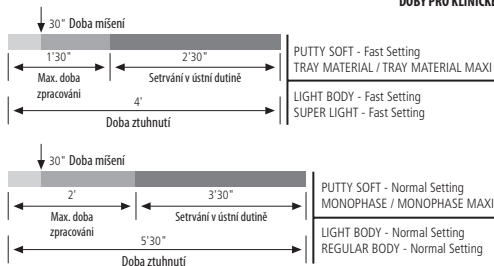 DOBY PRO KLINICKÉ
30" Doba míšení
1'30"
2'30"
Max. doba
zpracováni
Setrvání v ústní dutině
4'
Doba ztuhnutí
PUTTY SOFT - Fast Setting
TRAY MATERIAL / TRAY MATERIAL MAXI
LIGHT BODY - Fast Setting
SUPER LIGHT - Fast Setting
30" Doba míšení
2'
3'30"
Max. doba
zpracováni
Setrvání v ústní dutině
5'30"
Doba ztuhnutí
PUTTY SOFT - Normal Setting
MONOPHASE / MONOPHASE MAXI
LIGHT BODY - Normal Setting
REGULAR BODY - Normal Setting